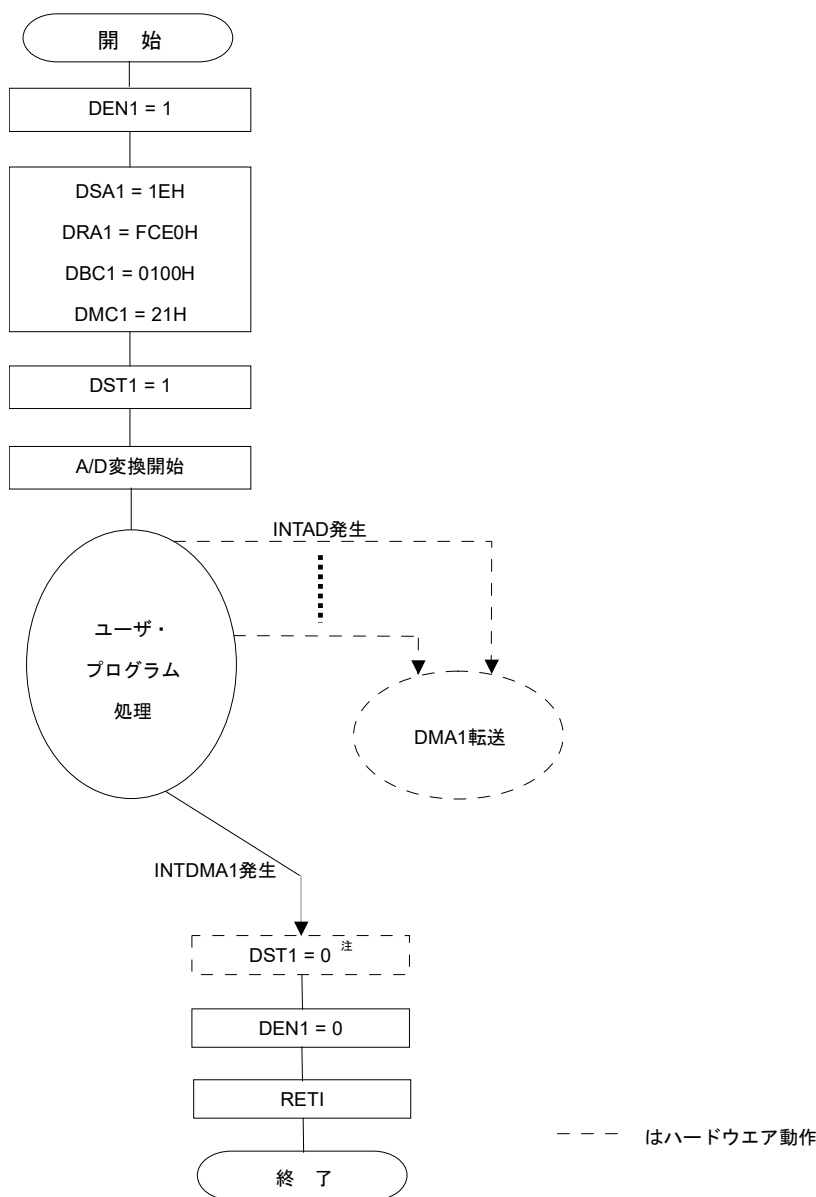 開 始
DEN1 = 1
DSA1 = 1EH
DRA1 = FCE0H
DBC1 = 0100H
DMC1 = 21H
DST1 = 1
A/D変換開始
INTAD発生
ユーザ・
プログラム
処理
DMA1転送
INTDMA1発生
DST1 = 0 注
DEN1 = 0
RETI
はハードウエア動作
終 了